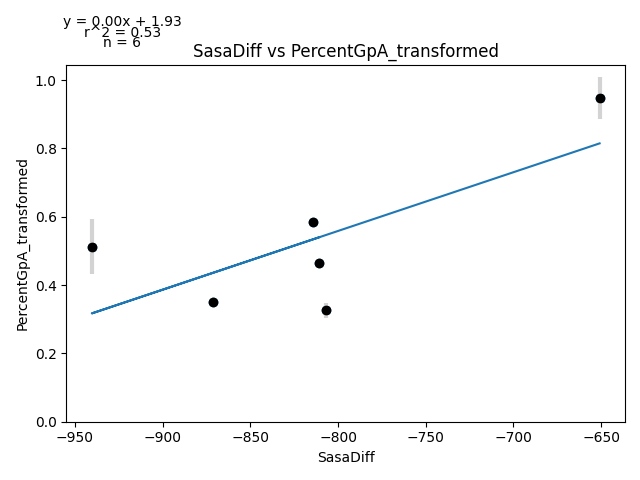 y = 0.00x + 1.93
r^2 = 0.53
n = 6
SasaDiff vs PercentGpA_transformed
PercentGpA_transformed
1.0
0.8
0.6
0.4
0.2
0.0
−950
−900
−850
−800
−750
−700
−650
SasaDiff